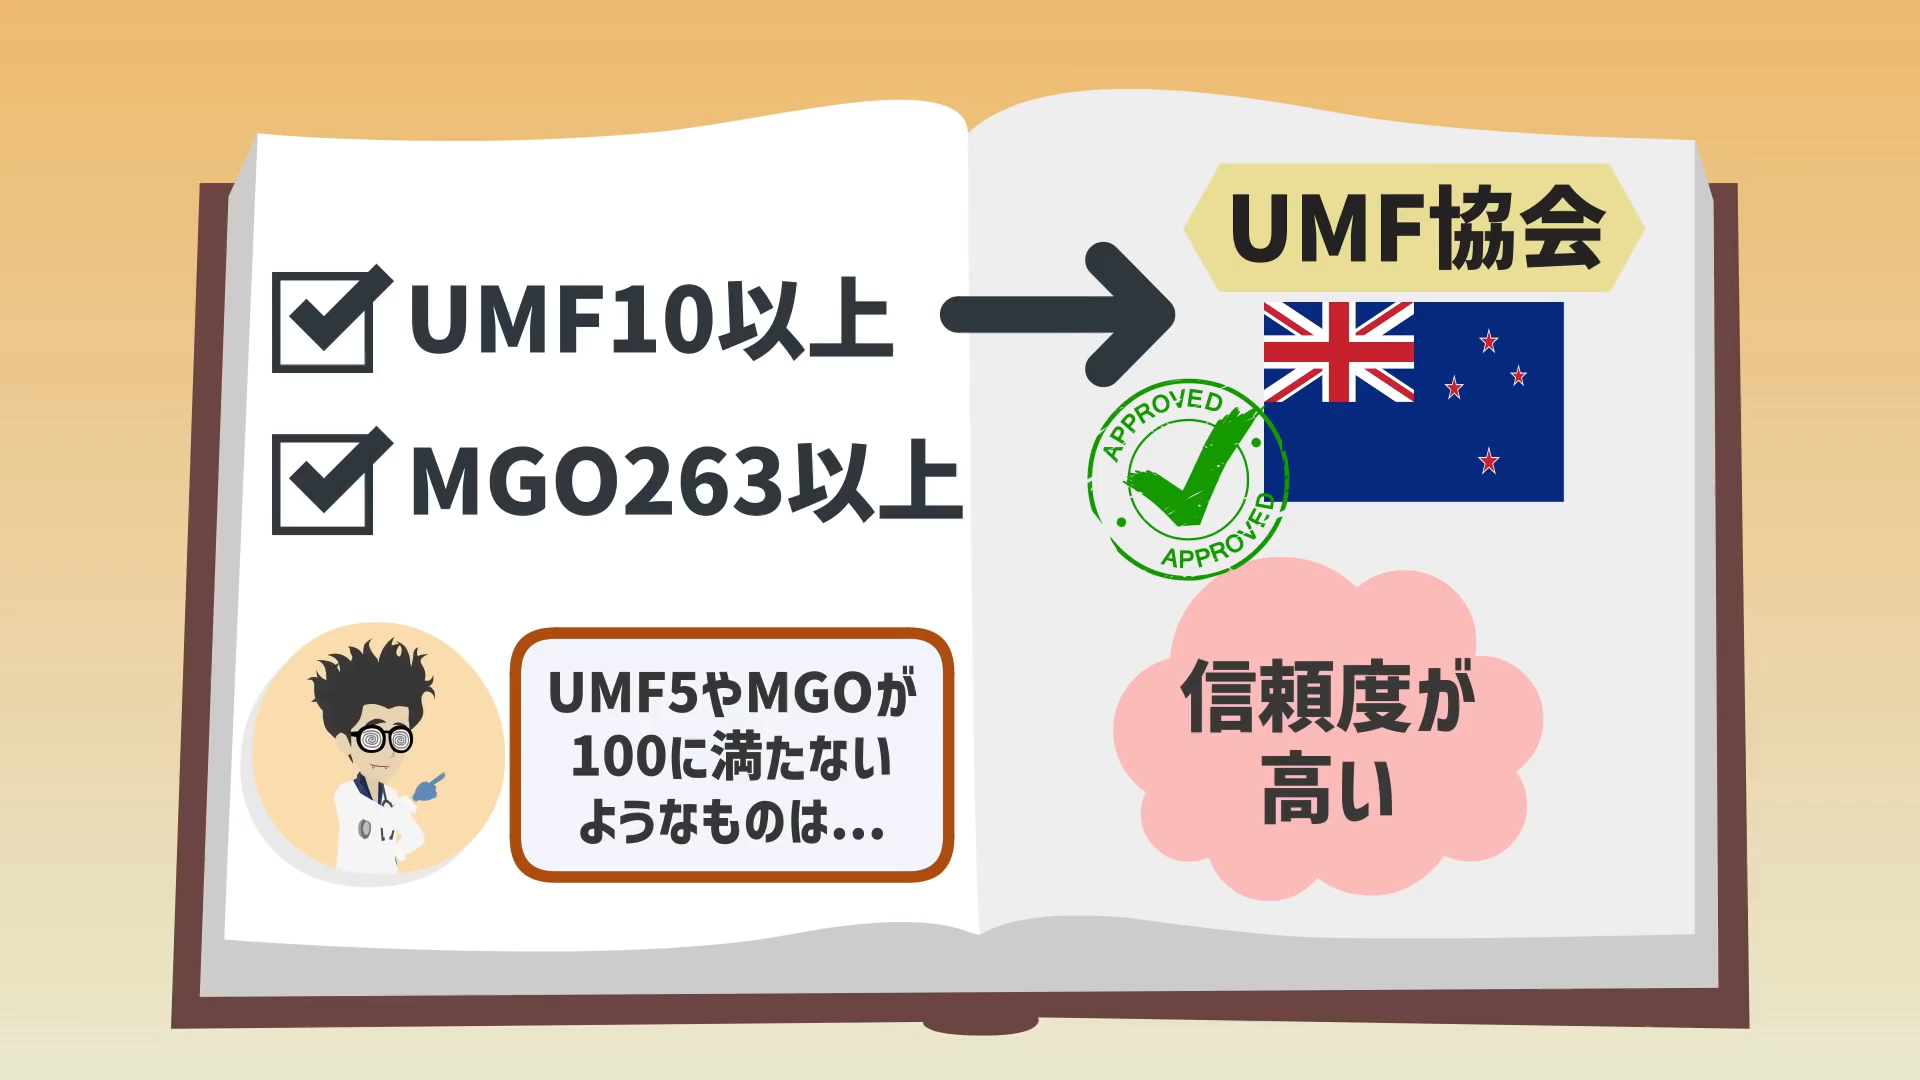 UMF10以上
MGO263以上
UMF5やMGOが
100に満たない
ようなものは...
UMF協会
APPROVED
APPROVED
信頼度が
高い